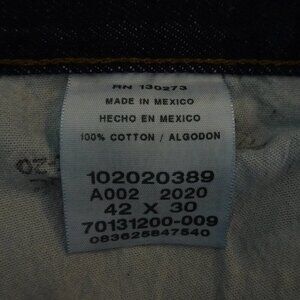 RN 130273
MADE IN MEXICO
HECHO EN MEXICO
100% COTTON / ALGODON
102020389
A002 2020
42 X 30
70131200-009
083625847540